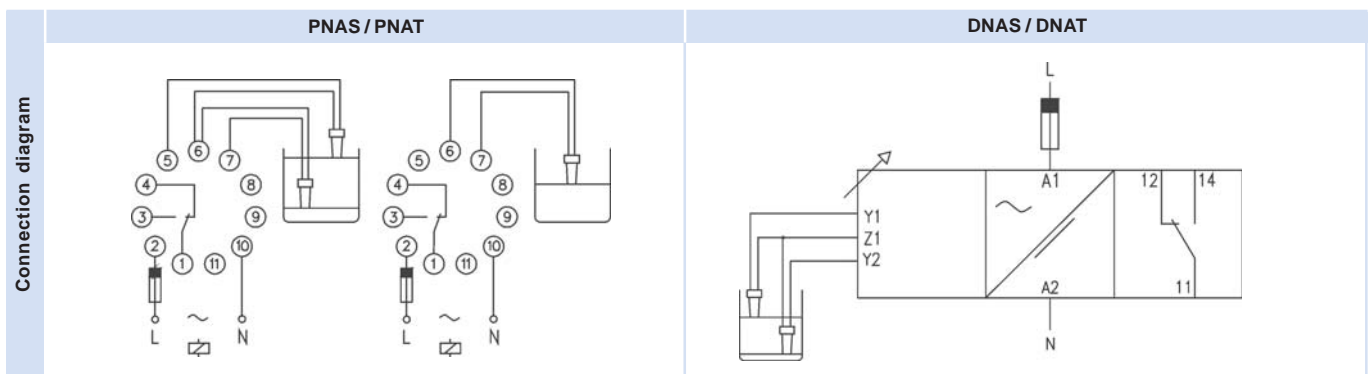 Connection diagram
PNAS / PNAT
DNAS / DNAT
5 6 7
4 8
3 9
2 10
1 11
L ~ N
5 6 7
4 8
3 9
2 10
1 11
L ~ N
L
A1 12 14
~
Y1
Z1
Y2
A2 11
N